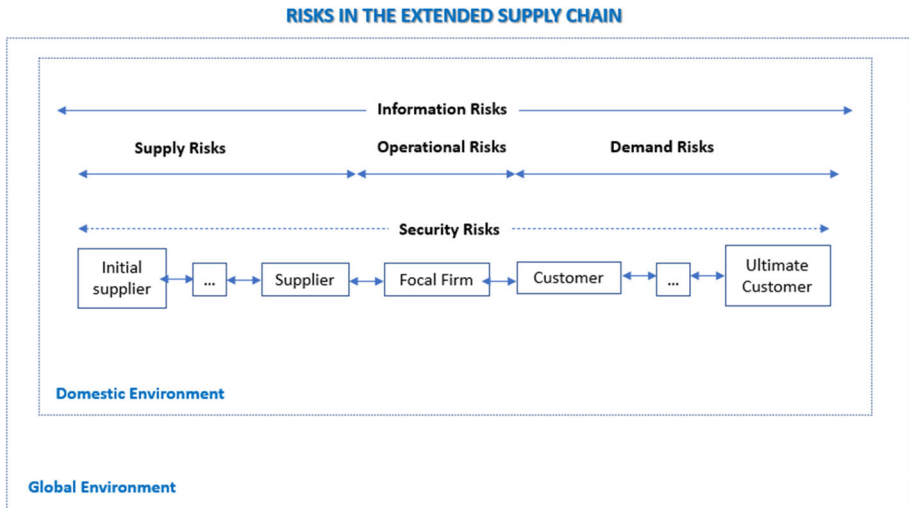 RISKS IN THE EXTENDED SUPPLY CHAIN
Information Risks
Supply Risks
Operational Risks
Demand Risks
Security Risks
Initial
supplier
...
Supplier
Focal Firm
Customer
...
Ultimate
Customer
Domestic Environment
Global Environment